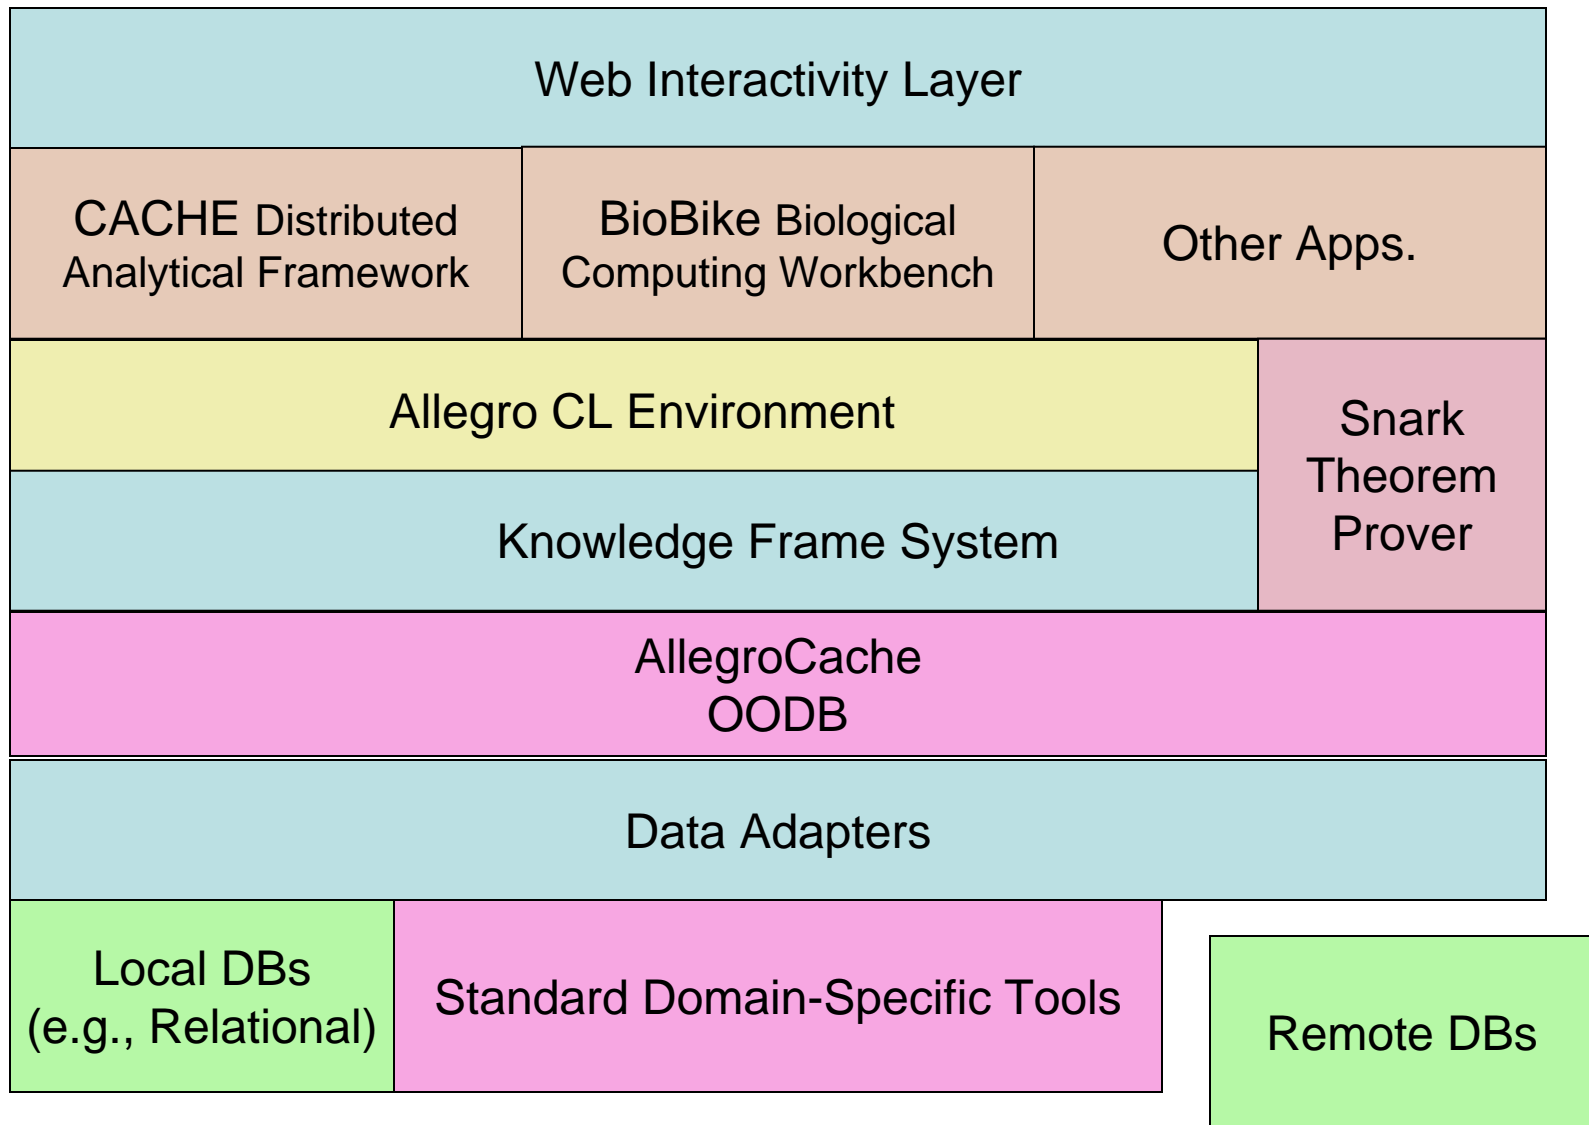 Web Interactivity Layer
CACHE Distributed
Analytical Framework
BioBike Biological
Computing Workbench
Other Apps.
Allegro CL Environment
Snark
Theorem
Prover
Knowledge Frame System
AllegroCache
OODB
Data Adapters
Local DBs
(e.g., Relational)
Standard Domain-Specific Tools
Remote DBs